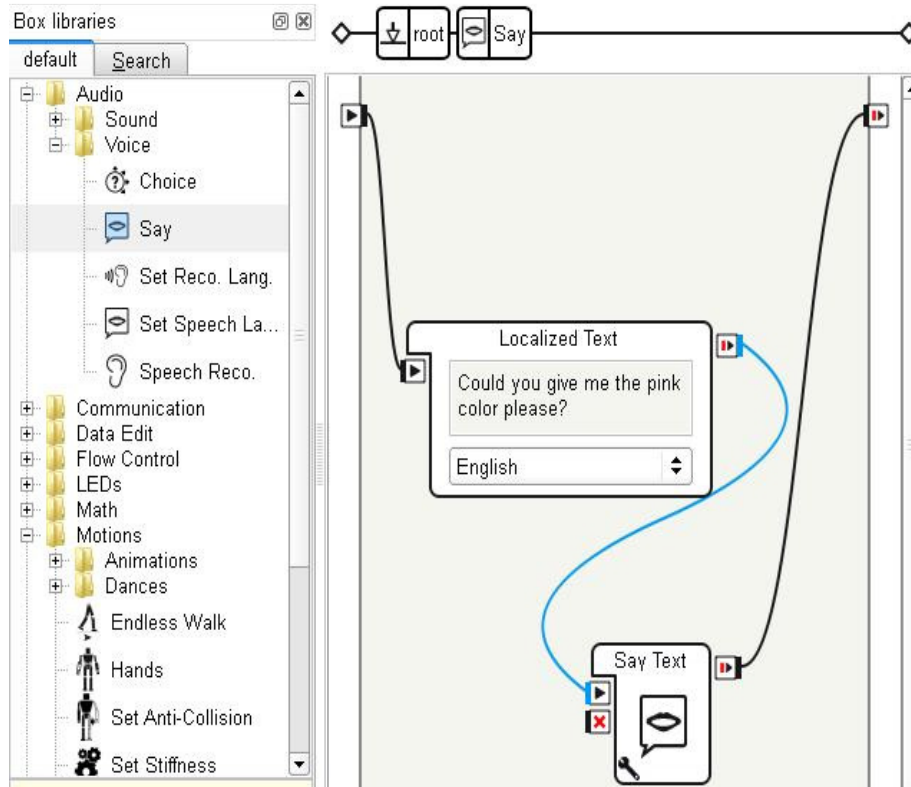 Box libraries
default
Search
Audio
Sound
Voice
Choice
Say
Set Reco. Lang.
Set Speech La...
Speech Reco.
Communication
Data Edit
Flow Control
LEDs
Math
Motions
Animations
Dances
Endless Walk
Hands
Set Anti-Collision
Set Stiffness
root
Say
Localized Text
Could you give me the pink
color please?
English
Say Text